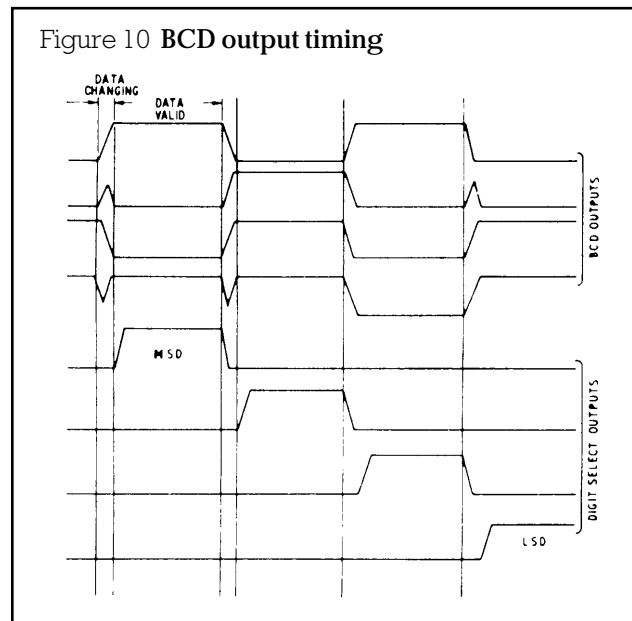 Figure 10 BCD output timing
DATA
CHANGING
DATA
VALID
BCD OUTPUTS
MSD
DIGIT SELECT OUTPUTS
LSD